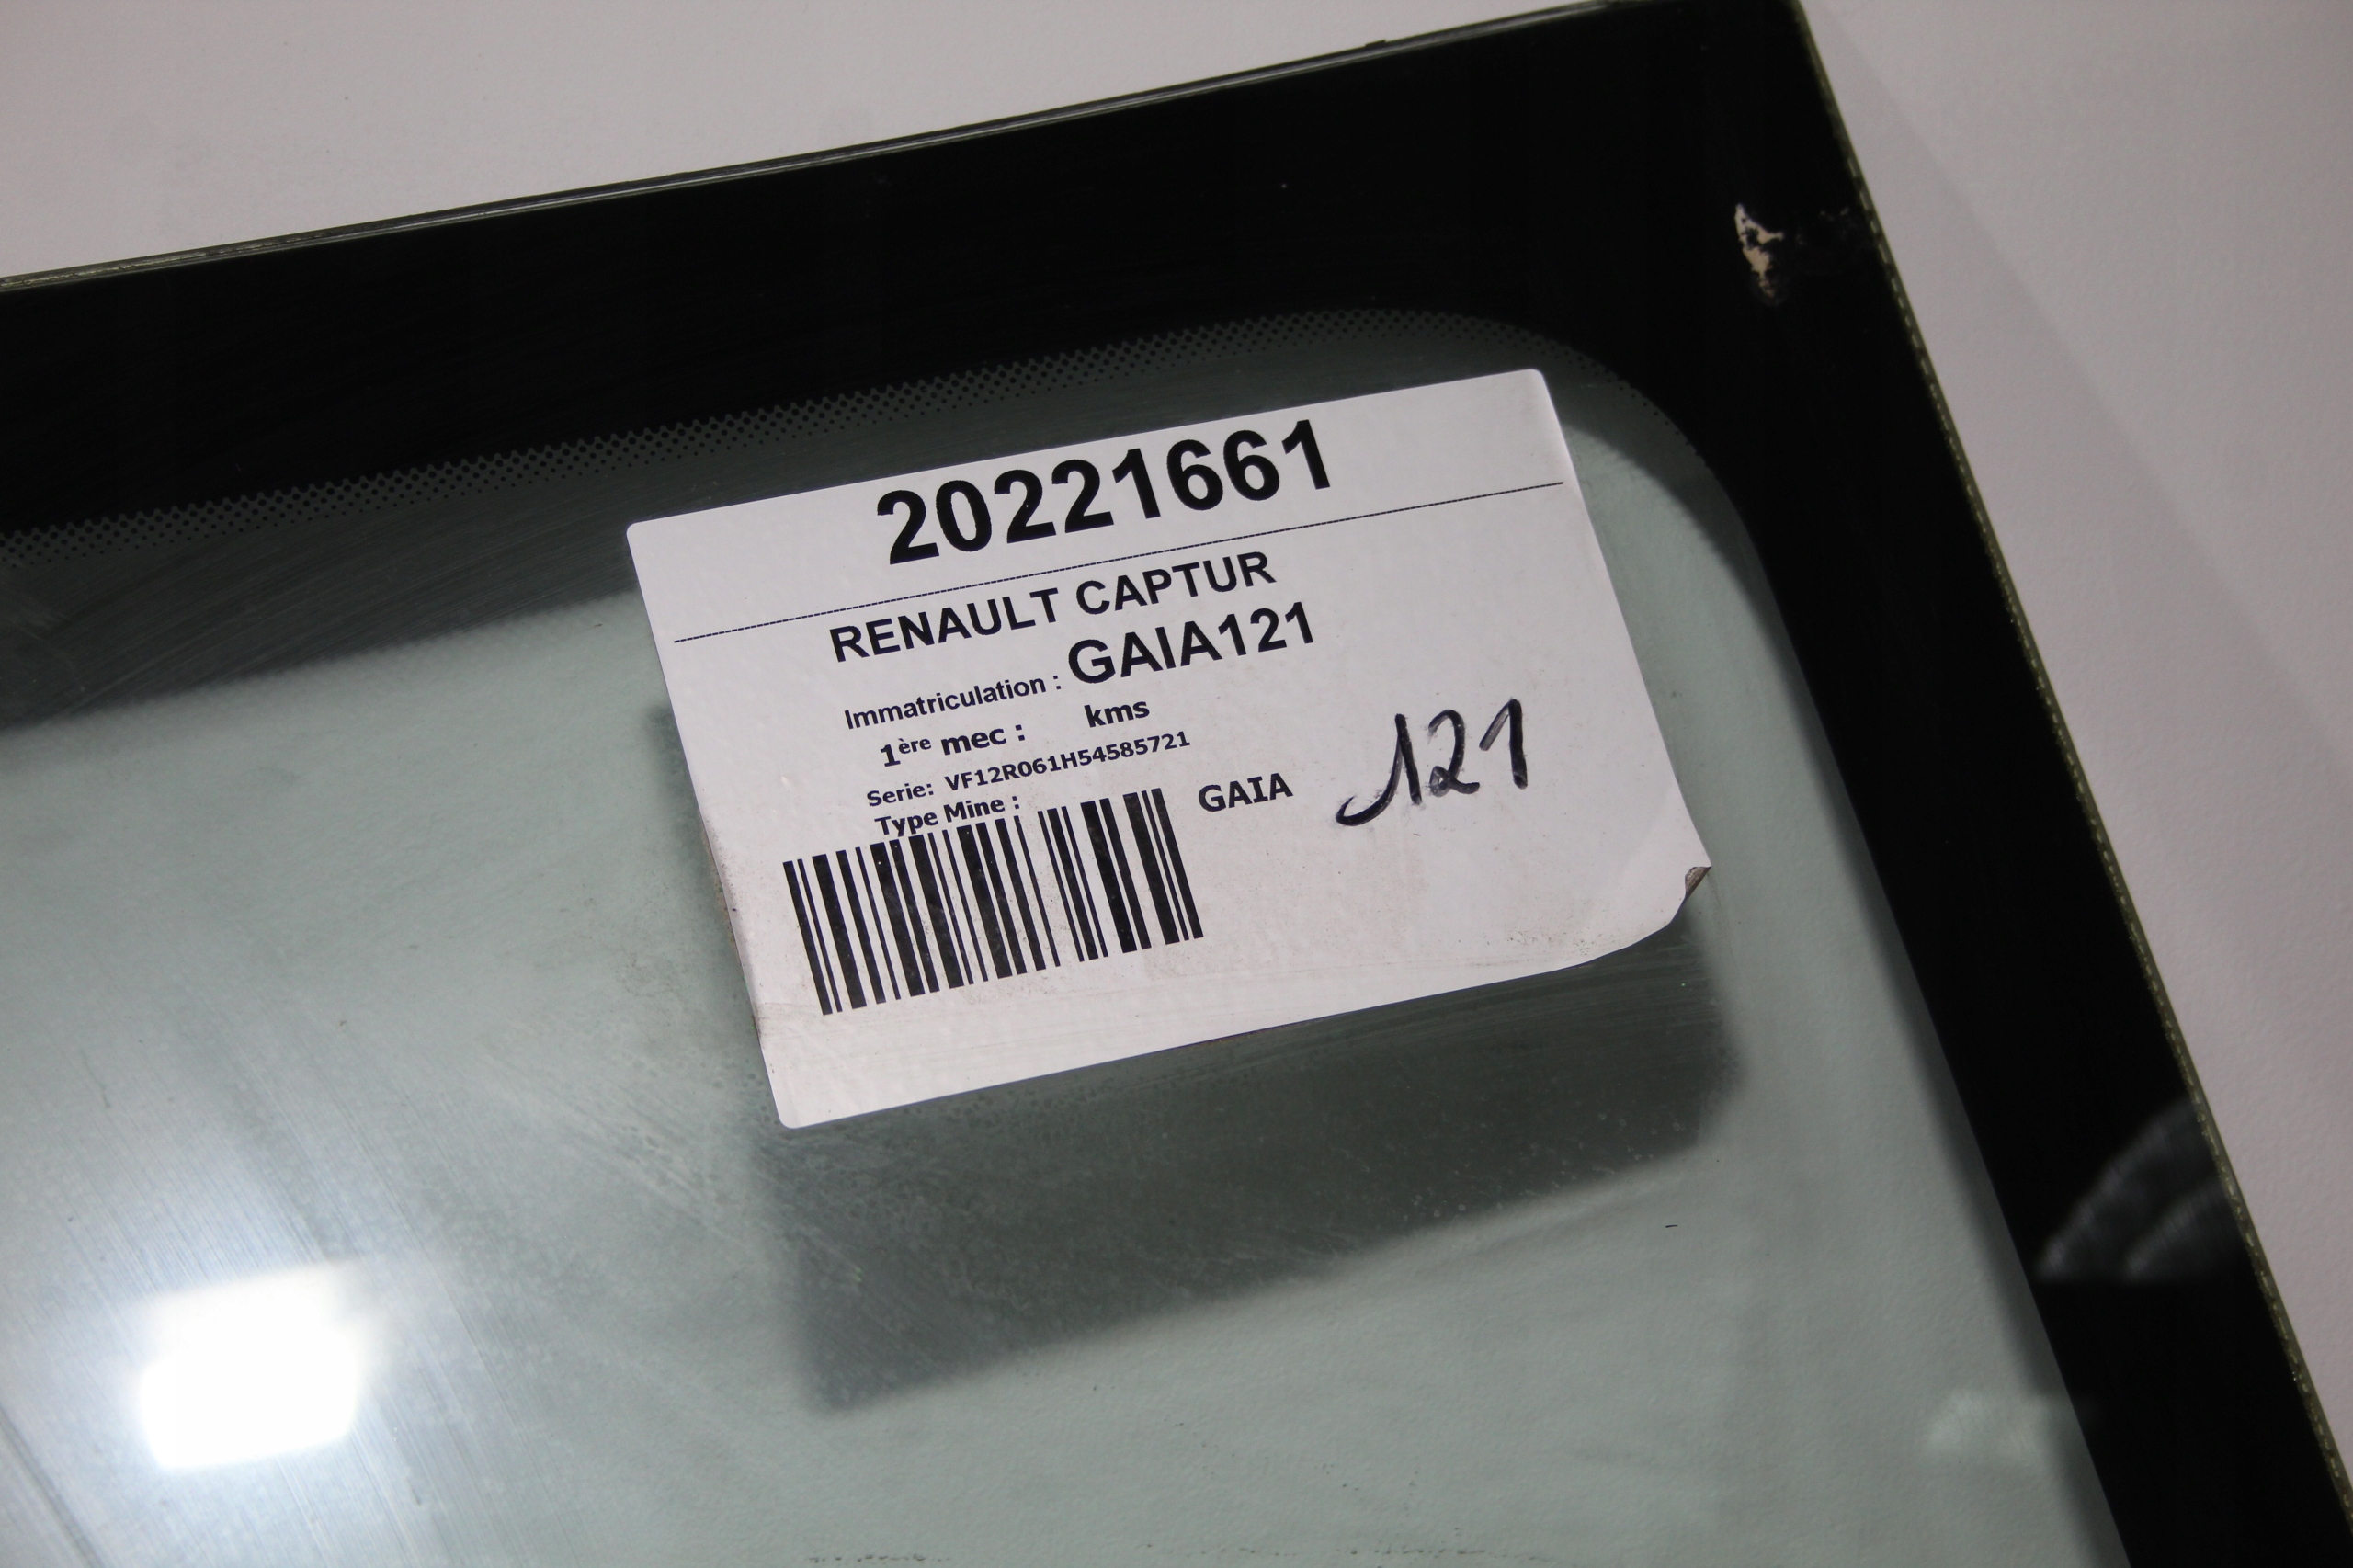 20221661
RENAULT CAPTUR
Immatriculation : GAIA121
1ère mec : kms
Serie: VF12R061H54585721
Type Mine :
GAIA 121